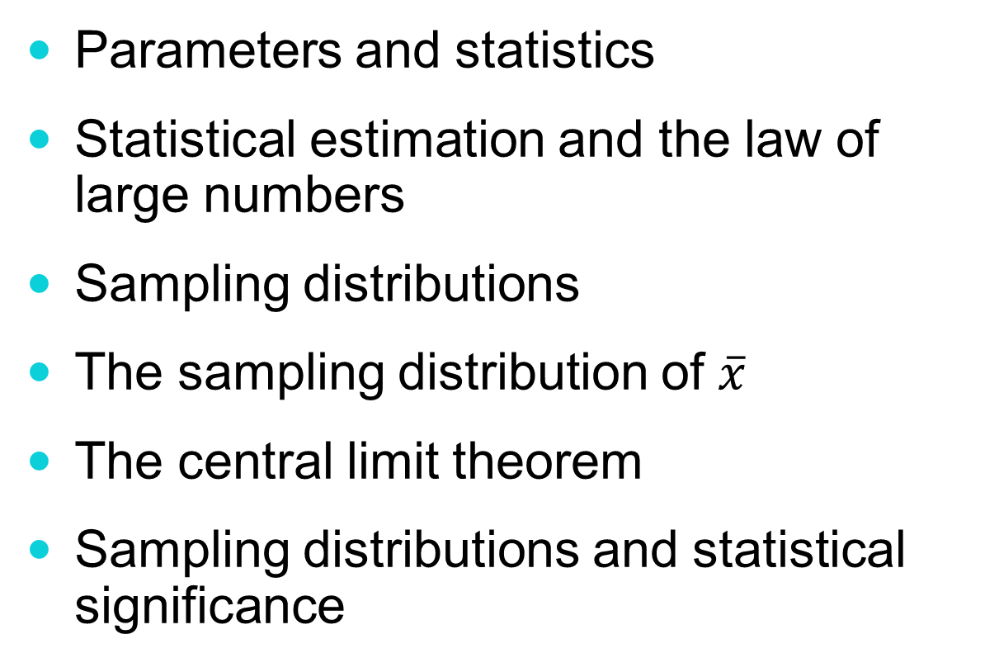 • Parameters and statistics
• Statistical estimation and the law of
large numbers
• Sampling distributions
• The sampling distribution of x̄
• The central limit theorem
• Sampling distributions and statistical
significance